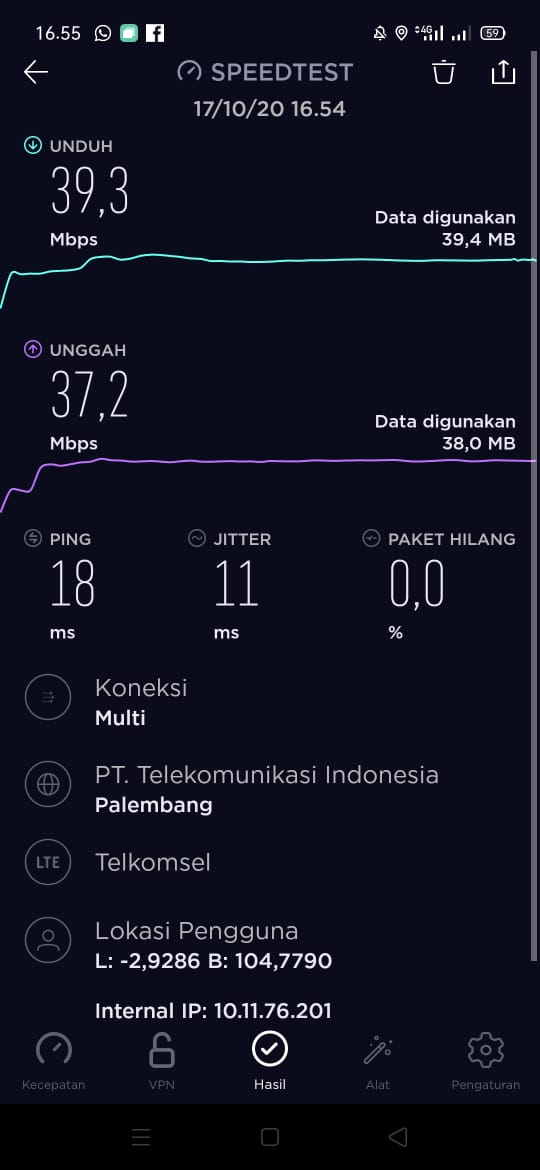 16.55 4G 59
SPEEDTEST
17/10/20 16.54
UNDUH
39,3
Mbps
Data digunakan
39,4 MB
UNGGAH
37,2
Mbps
Data digunakan
38,0 MB
PING JITTER PAKET HILANG
18 11 0,0
ms ms %
Koneksi
Multi
PT. Telekomunikasi Indonesia
Palembang
LTE Telkomsel
Lokasi Pengguna
L: -2,9286 B: 104,7790
Internal IP: 10.11.76.201
Kecepatan VPN Hasil Alat Pengaturan